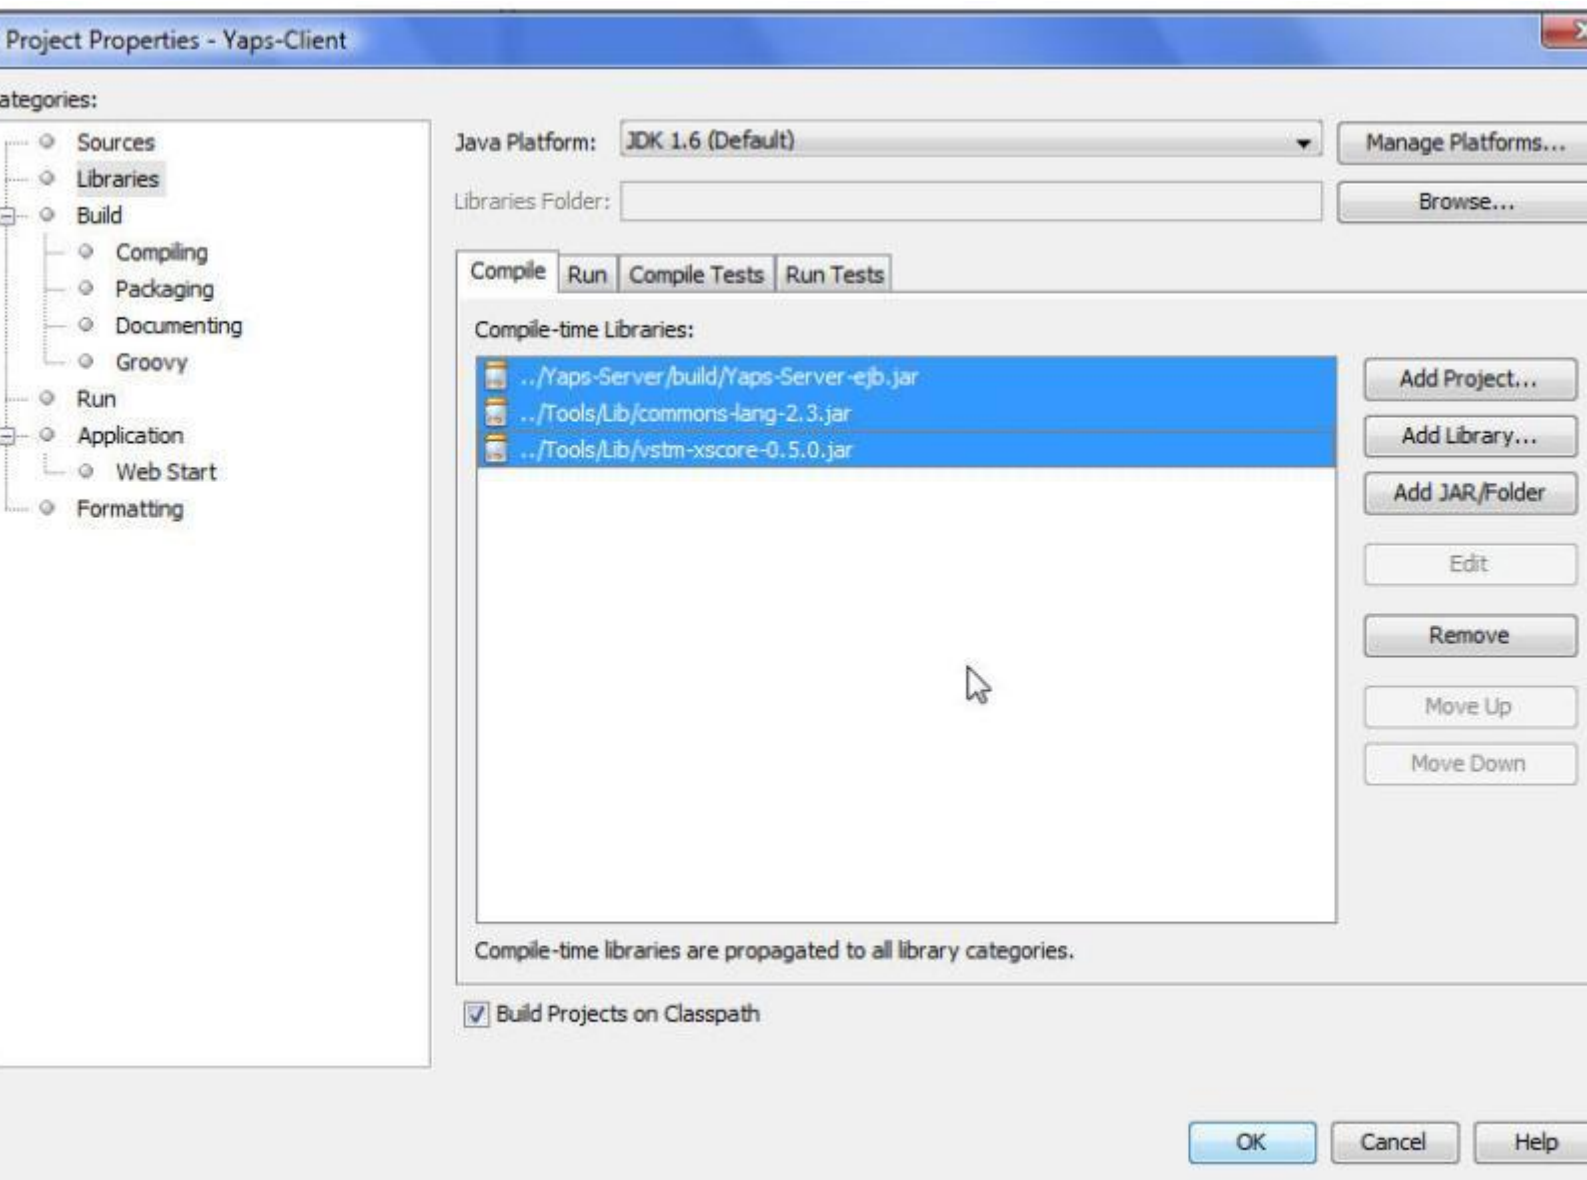 Project Properties - Yaps-Client
ategories:
Sources
Libraries
Build
Compiling
Packaging
Documenting
Groovy
Run
Application
Web Start
Formatting
Java Platform: JDK 1.6 (Default) Manage Platforms...
Libraries Folder: Browse...
Compile Run Compile Tests Run Tests
Compile-time Libraries:
../Yaps-Server/build/Yaps-Server-ejb.jar
../Tools/Lib/commons-lang-2.3.jar
../Tools/Lib/vstm-xscore-0.5.0.jar
Add Project...
Add Library...
Add JAR/Folder
Edit
Remove
Move Up
Move Down
Compile-time libraries are propagated to all library categories.
Build Projects on Classpath
OK Cancel Help